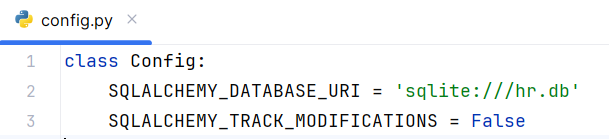 config.py
1 class Config:
2     SQLALCHEMY_DATABASE_URI = 'sqlite:///hr.db'
3     SQLALCHEMY_TRACK_MODIFICATIONS = False